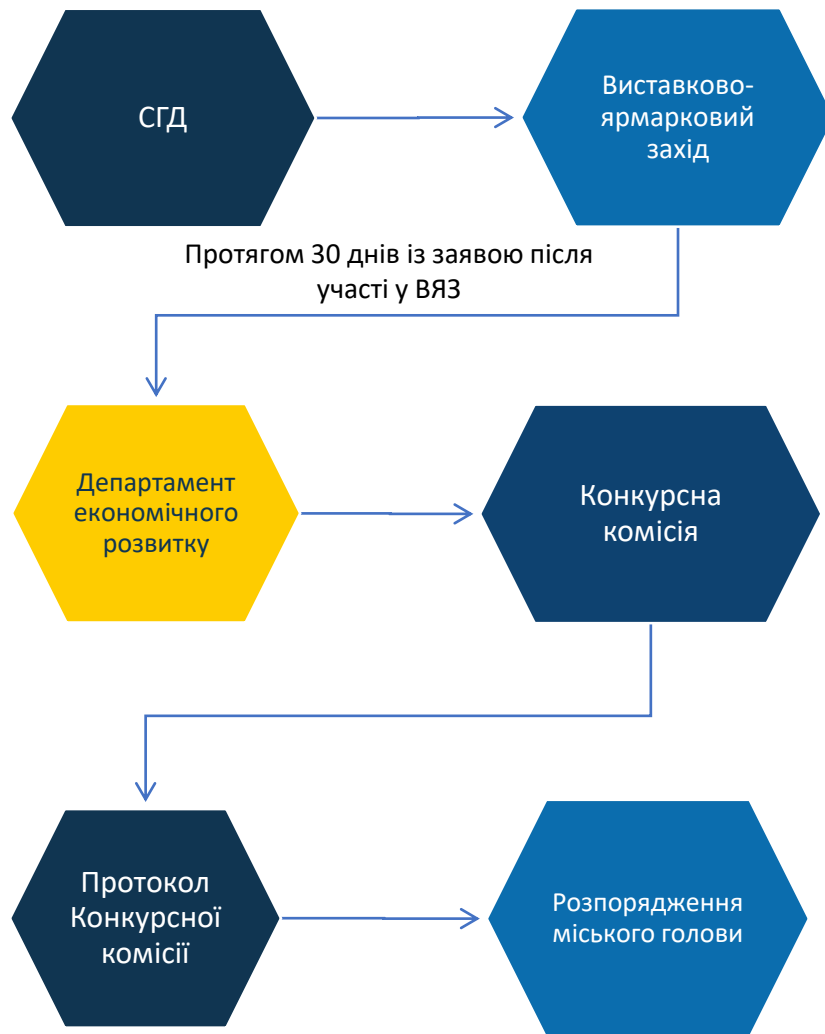 СГД
Виставково-
ярмарковий
захід
Протягом 30 днів із заявою після
участі у ВЯЗ
Департамент
економічного
розвитку
Конкурсна
комісія
Протокол
Конкурсної
комісії
Розпорядження
міського голови